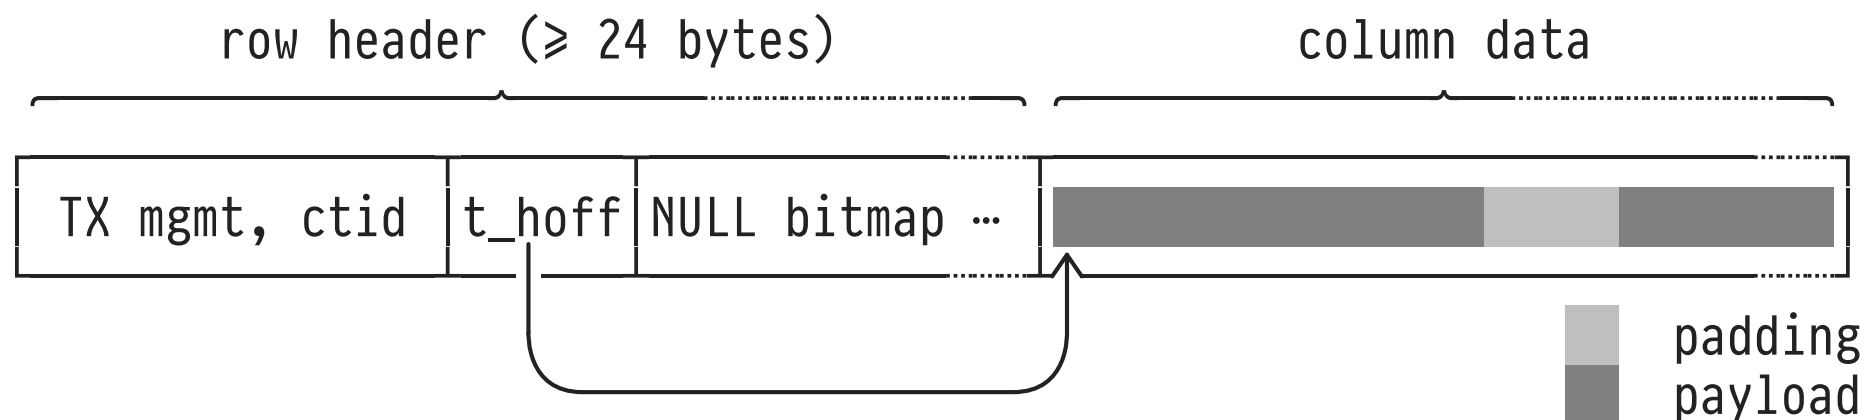 row header (⩾ 24 bytes)
column data
TX mgmt, ctid
t_hoff
NULL bitmap ⋯
padding
payload